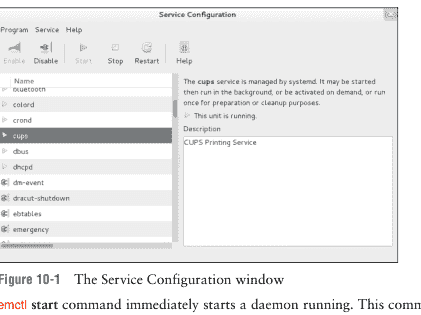 Service Configuration
Program Service Help
Enable Disable Start Stop Restart Help
Name
bluetooth
colord
crond
cups
dbus
dhcpd
dm-event
dracut-shutdown
ebtables
emergency
The cups service is managed by systemd. It may be started
then run in the background, or be activated on demand, or run
once for preparation or cleanup purposes.
This unit is running.
Description
CUPS Printing Service
Figure 10-1 The Service Configuration window
emctl start command immediately starts a daemon running. This comm